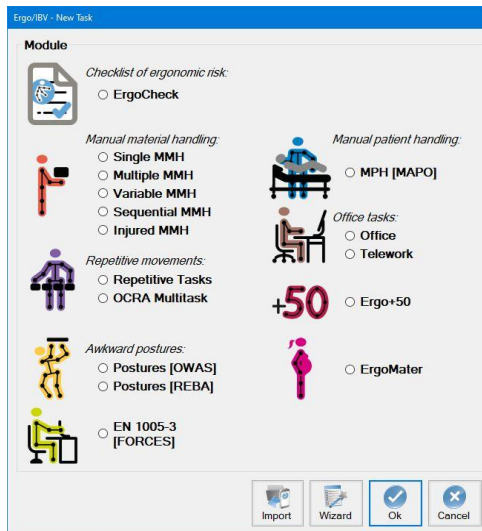 Ergo/IBV - New Task
Module
Checklist of ergonomic risk:
ErgoCheck
Manual material handling:
Single MMH
Multiple MMH
Variable MMH
Sequential MMH
Injured MMH
Repetitive movements:
Repetitive Tasks
OCRA Multitask
Awkward postures:
Postures [OWAS]
Postures [REBA]
EN 1005-3
[FORCES]
Manual patient handling:
MPH [MAPO]
Office tasks:
Office
Telework
+50
Ergo+50
ErgoMater
Import
Wizard
Ok
Cancel